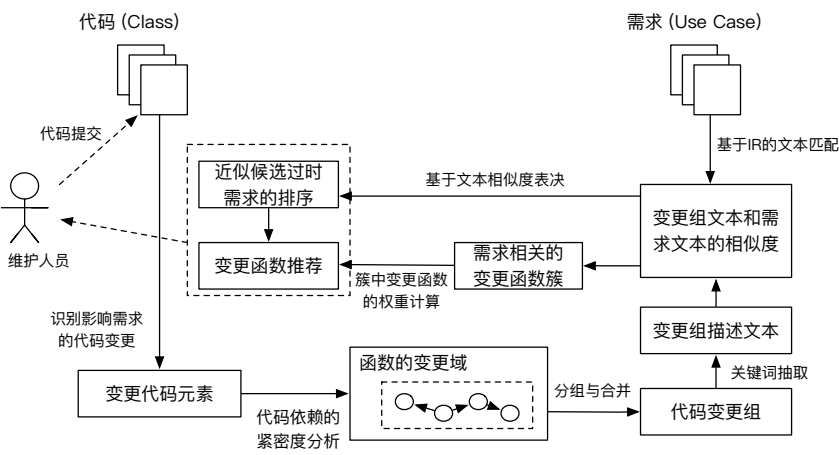 代码 (Class)
需求 (Use Case)
代码提交
基于IR的文本匹配
近似候选过时
需求的排序
基于文本相似度表决
变更组文本和需
求文本的相似度
维护人员
变更函数推荐
簇中变更函数
的权重计算
需求相关的
变更函数簇
识别影响需求
的代码变更
变更组描述文本
函数的变更域
关键词抽取
变更代码元素
代码依赖的
紧密度分析
分组与合并
代码变更组